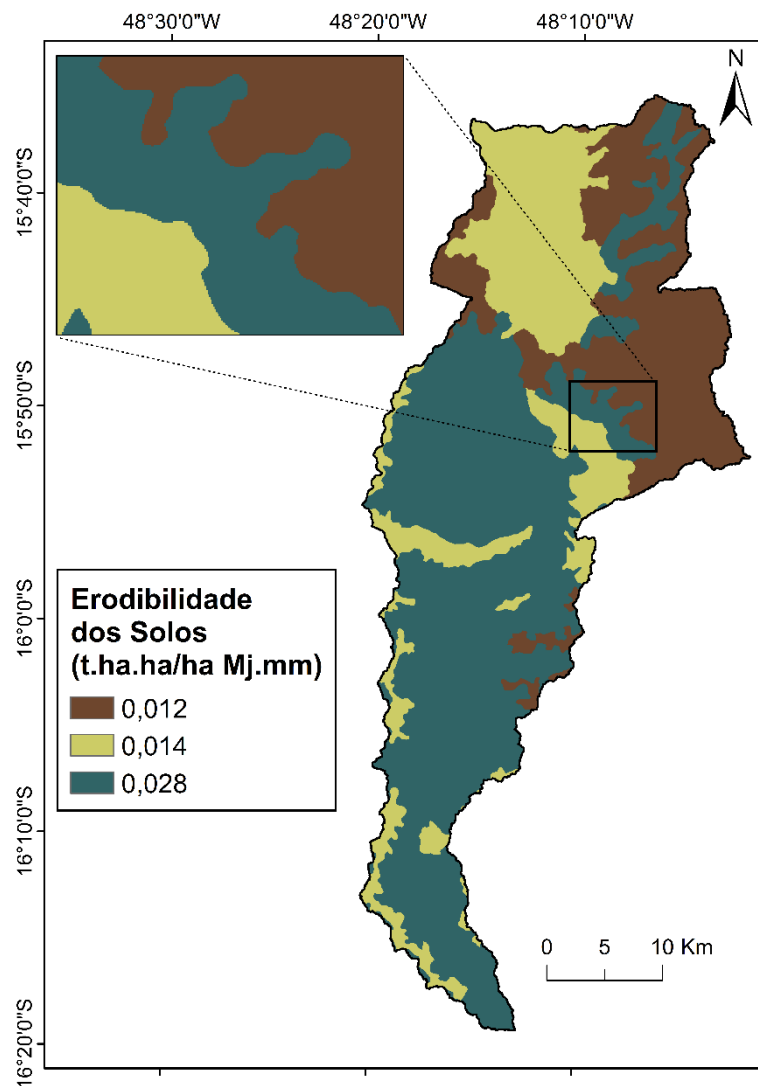 48°30'0"W
48°20'0"W
48°10'0"W
N
15°40'0"S
15°50'0"S
16°0'0"S
16°10'0"S
16°20'0"S
Erodibilidade
dos Solos
(t.ha.ha/ha Mj.mm)
0,012
0,014
0,028
0 5 10 Km